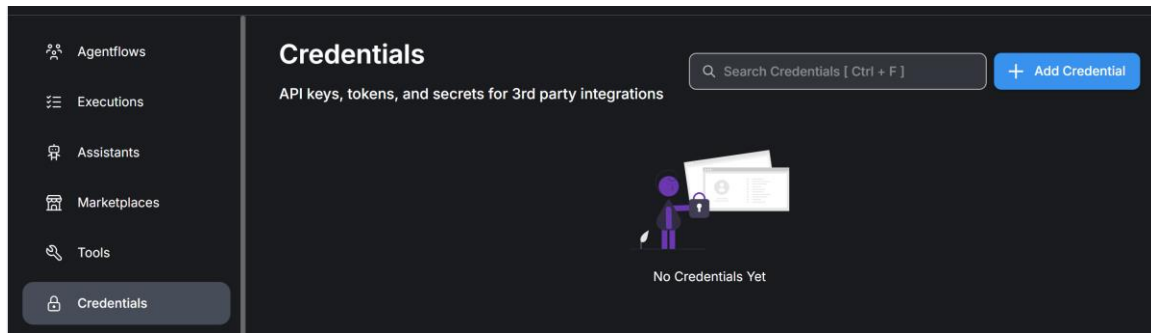 Agentflows
Executions
Assistants
Marketplaces
Tools
Credentials
Credentials
API keys, tokens, and secrets for 3rd party integrations
Search Credentials [ Ctrl + F ]
+ Add Credential
No Credentials Yet